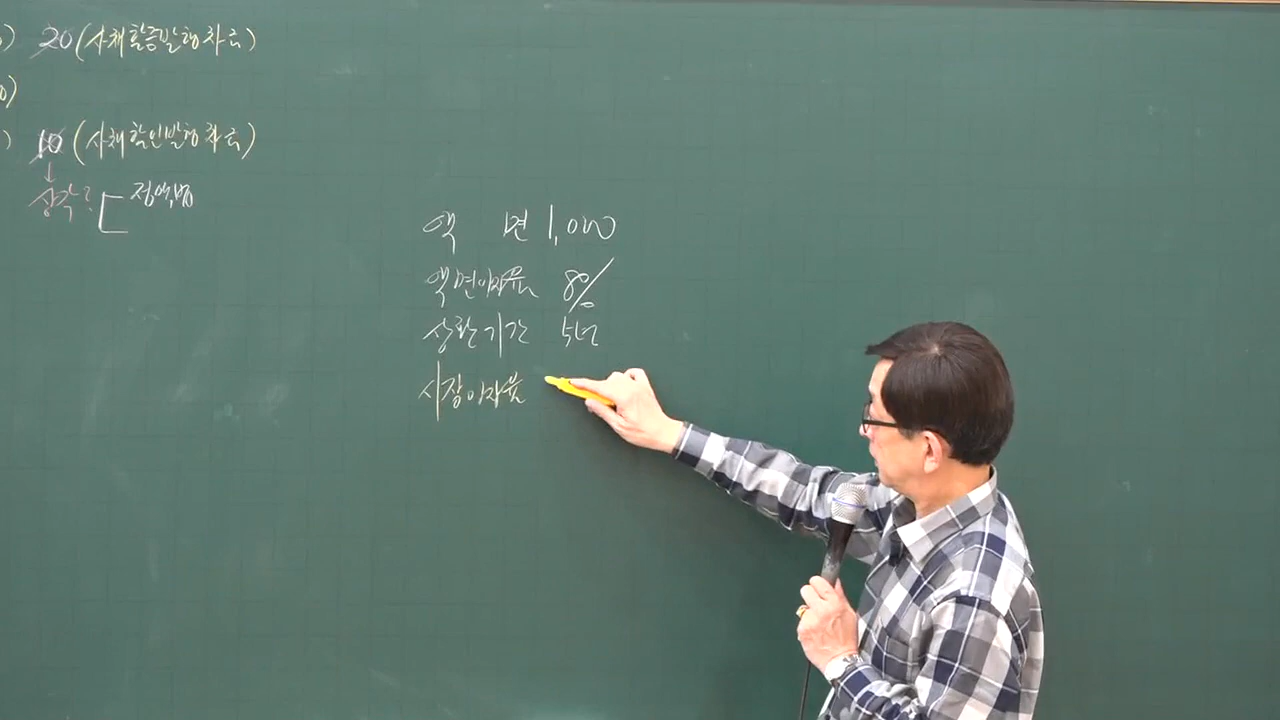 ) 20 (사채할증발행차금)
0)
) 10 (사채할인발행차금)
↓
상각? 정액법
액 면 1,000
액면이자율 8%
상환기간 5년
시장이자율